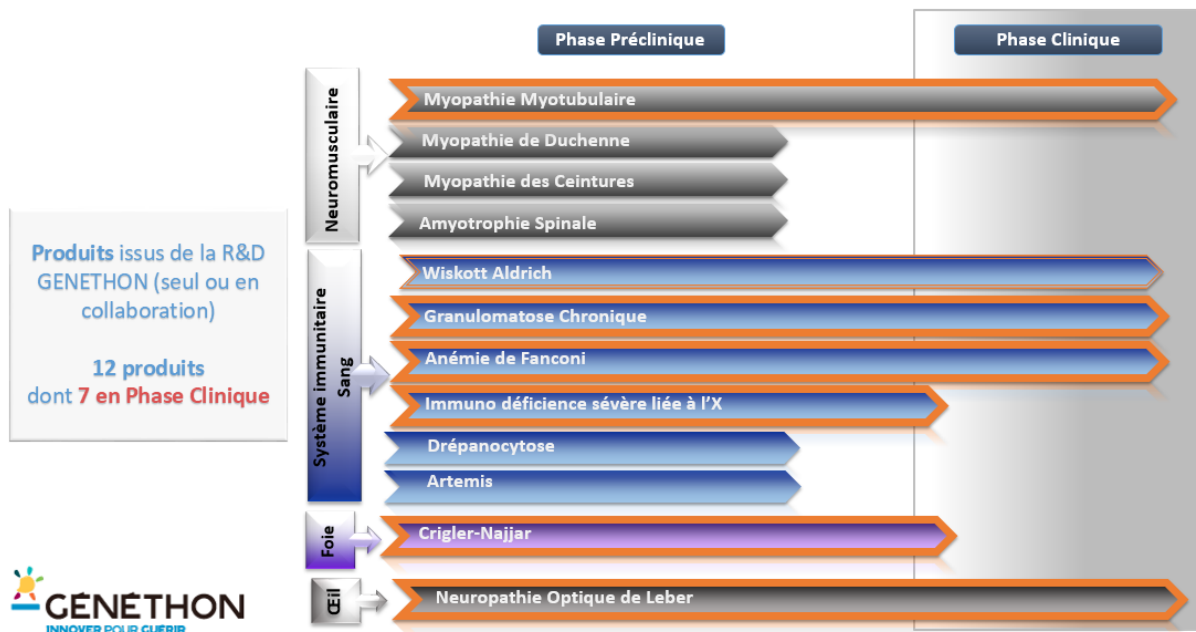 Phase Préclinique
Phase Clinique
Neuromusculaire
Myopathie Myotubulaire
Myopathie de Duchenne
Myopathie des Ceintures
Amyotrophie Spinale
Produits issus de la R&D
GENETHON (seul ou en
collaboration)
12 produits
dont 7 en Phase Clinique
Système immunitaire
Sang
Wiskott Aldrich
Granulomatose Chronique
Anémie de Fanconi
Immuno déficience sévère liée à l'X
Drépanocytose
Artemis
Foie
Crigler-Najjar
Œil
Neuropathie Optique de Leber
GÉNÉTHON
INNOVER POUR GUÉRIR